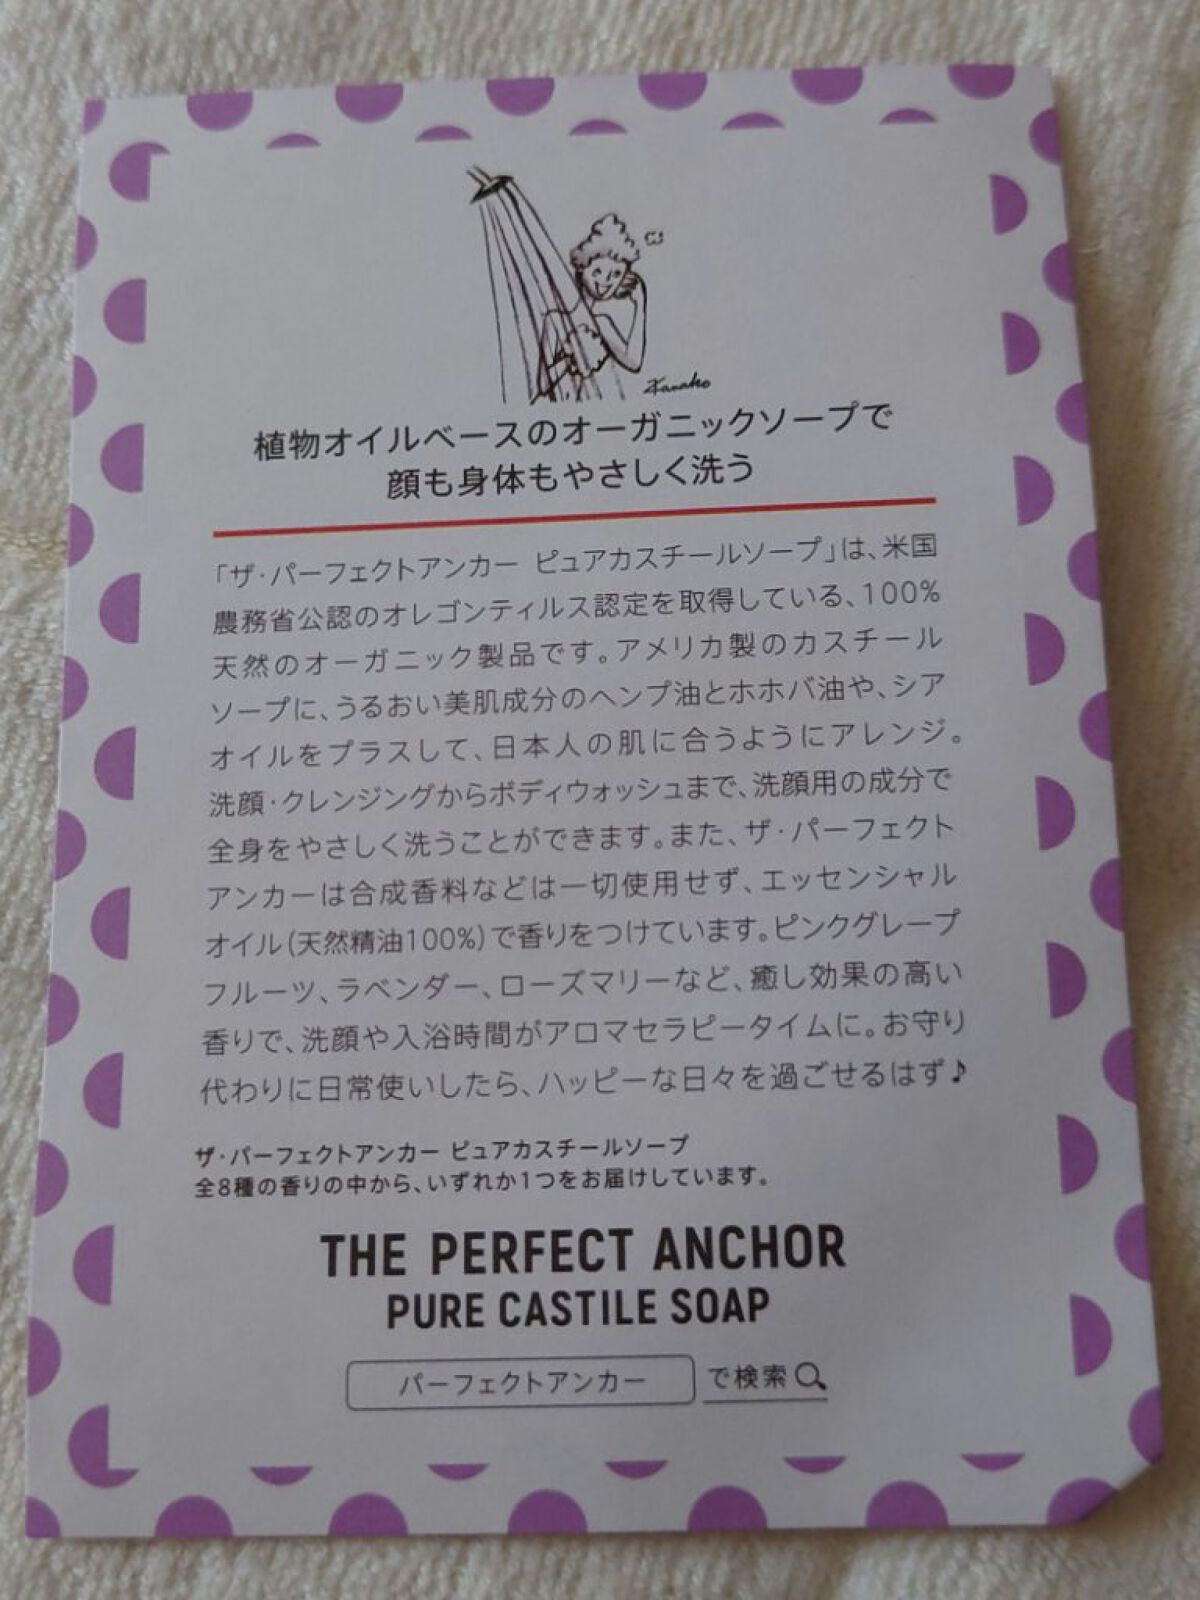 Kanako
植物オイルベースのオーガニックソープで
顔も身体もやさしく洗う
「ザ・パーフェクトアンカー ピュアカスチールソープ」は、米国
農務省公認のオレゴンティルス認定を取得している、100%
天然のオーガニック製品です。アメリカ製のカスチール
ソープに、うるおい美肌成分のヘンプ油とホホバ油や、シア
オイルをプラスして、日本人の肌に合うようにアレンジ。
洗顔・クレンジングからボディウォッシュまで、洗顔用の成分で
全身をやさしく洗うことができます。また、ザ・パーフェクト
アンカーは合成香料などは一切使用せず、エッセンシャル
オイル(天然精油100%)で香りをつけています。ピンクグレープ
フルーツ、ラベンダー、ローズマリーなど、癒し効果の高い
香りで、洗顔や入浴時間がアロマセラピータイムに。お守り
代わりに日常使いしたら、ハッピーな日々を過ごせるはず♪
ザ・パーフェクトアンカー ピュアカスチールソープ
全8種の香りの中から、いずれか1つをお届けしています。
THE PERFECT ANCHOR
PURE CASTILE SOAP
パーフェクトアンカー で検索